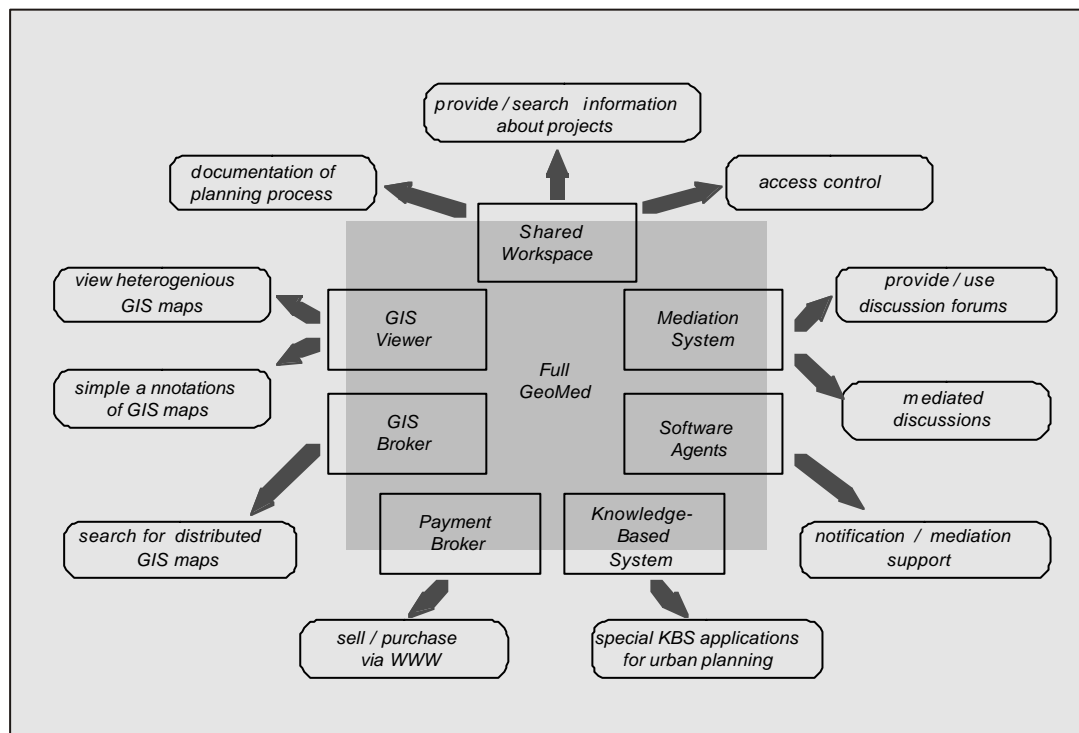 provide / search information
about projects
documentation of
planning process
access control
Shared
Workspace
view heterogenious
GIS maps
provide / use
discussion forums
GIS
Viewer
Mediation
System
Full
GeoMed
simple a nnotations
of GIS maps
mediated
discussions
GIS
Broker
Software
Agents
search for distributed
GIS maps
Payment
Broker
Knowledge-
Based
System
notification / mediation
support
sell / purchase
via WWW
special KBS applications
for urban planning